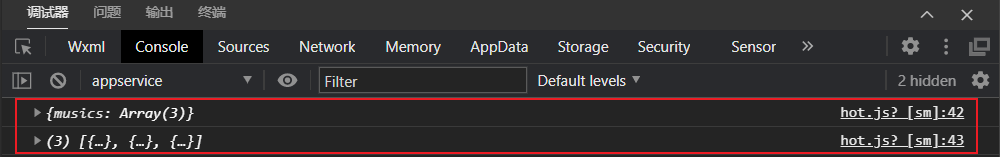 调试器 问题 输出 终端
Wxml Console Sources Network Memory AppData Storage Security Sensor »
appservice ▼ Filter Default levels ▼ 2 hidden
▶ {musics: Array(3)} hot.js? [sm]:42
▶ (3) [{…}, {…}, {…}] hot.js? [sm]:43